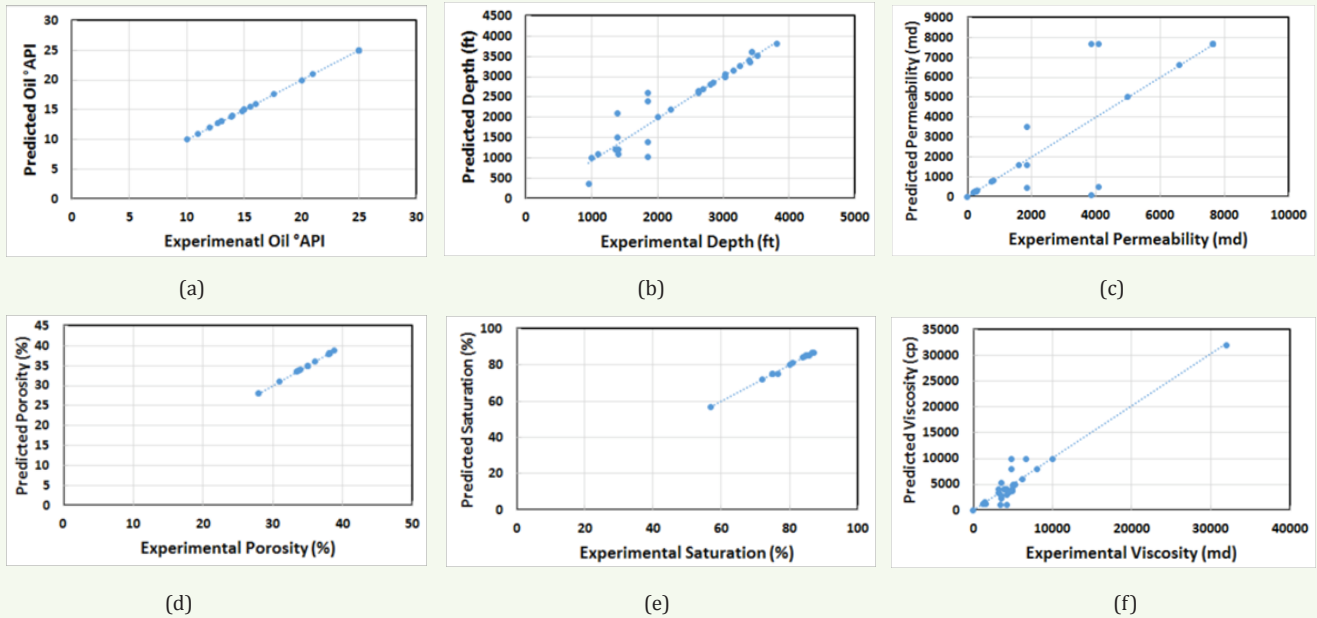 Predicted Oil °API
30
25
20
15
10
5
0
0 5 10 15 20 25 30
Experimenatl Oil °API
(a)
Predicted Depth (ft)
4500
4000
3500
3000
2500
2000
1500
1000
500
0
0 1000 2000 3000 4000 5000
Experimental Depth (ft)
(b)
Predicted Permeability (md)
9000
8000
7000
6000
5000
4000
3000
2000
1000
0
0 2000 4000 6000 8000 10000
Experimental Permeability (md)
(c)
Predicted Porosity (%)
45
40
35
30
25
20
15
10
5
0
0 10 20 30 40 50
Experimental Porosity (%)
(d)
Predicted Saturation (%)
100
80
60
40
20
0
0 20 40 60 80 100
Experimental Saturation (%)
(e)
Predicted Viscosity (cp)
35000
30000
25000
20000
15000
10000
5000
0
0 10000 20000 30000 40000
Experimental Viscosity (md)
(f)